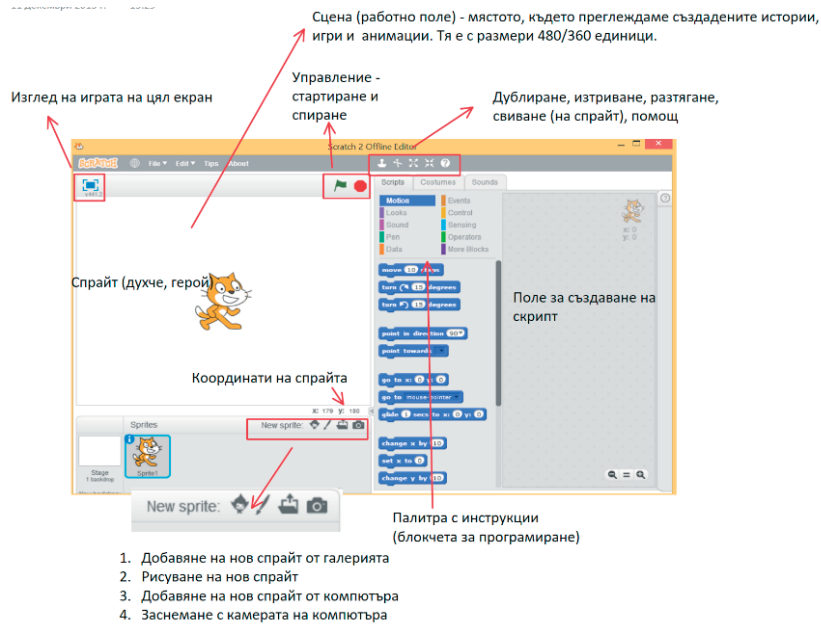 Сцена (работно поле) - мястото, където преглеждаме създадените истории,
игри и анимации. Тя е с размери 480/360 единици.
Управление -
стартиране и
спиране
Изглед на играта на цял екран
Дублиране, изтриване, разтягане,
свиване (на спрайт), помощ
Scratch 2 Offline Editor
SCRATCH File Edit Tips About
v441.2
Scripts Costumes Sounds
Motion Events
Looks Control
Sound Sensing
Pen Operators
Data More Blocks
x: 0
y: 0
move 10 steps
turn 15 degrees
turn 15 degrees
point in direction 90
point towards
go to x: 0 y: 0
go to mouse-pointer
glide 1 secs to x: 0 y: 0
change x by 10
set x to 0
change y by 10
Спрайт (духче, герой)
Поле за създаване на
скрипт
Координати на спрайта
x: 179 y: 180
Sprites New sprite:
Stage
1 backdrop
Sprite1
New backdrop:
New sprite:
Палитра с инструкции
(блокчета за програмиране)
1. Добавяне на нов спрайт от галерията
2. Рисуване на нов спрайт
3. Добавяне на нов спрайт от компютъра
4. Заснемане с камерата на компютъра